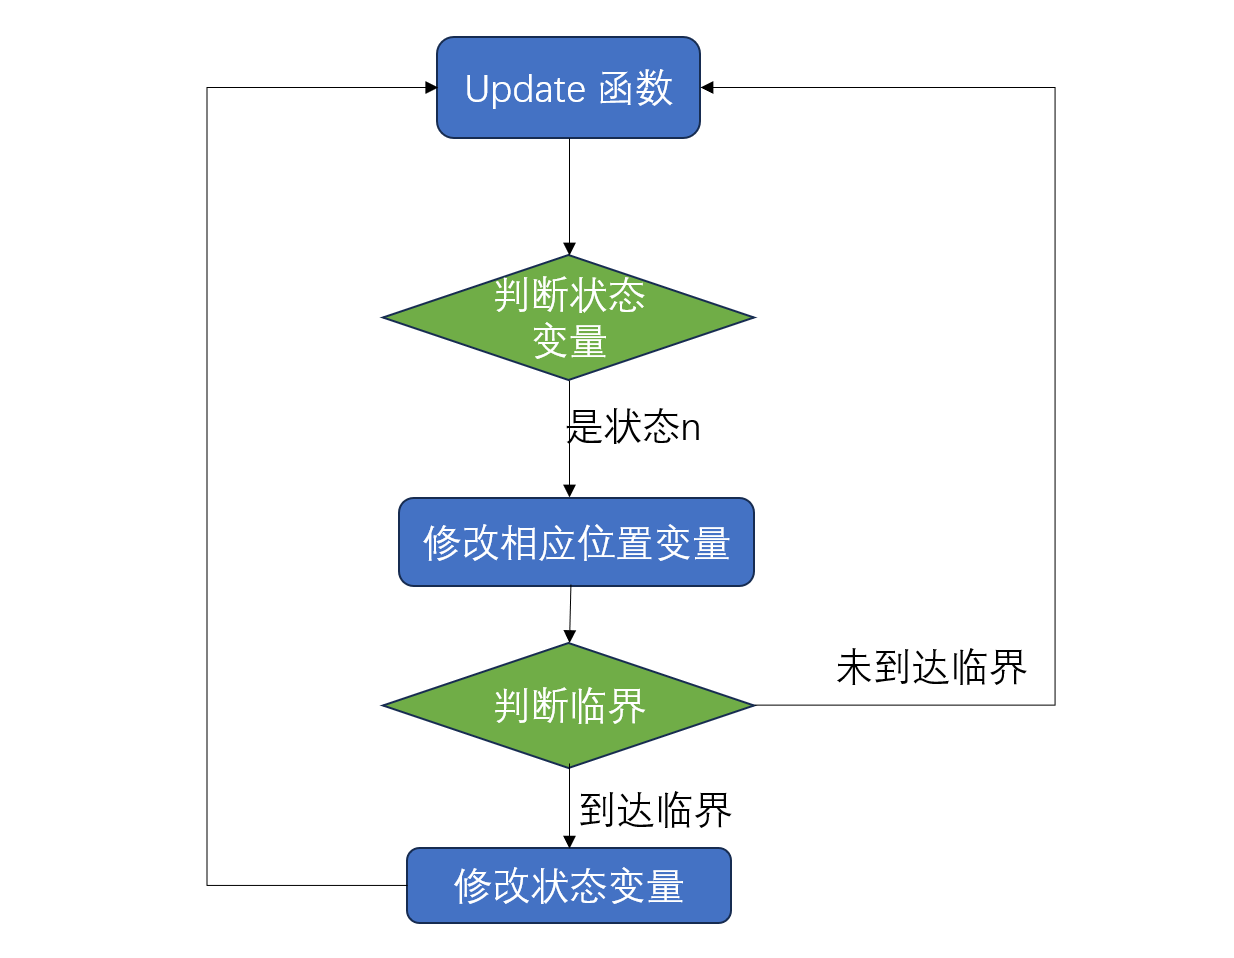 Update 函数
判断状态
变量
是状态n
修改相应位置变量
未到达临界
判断临界
到达临界
修改状态变量